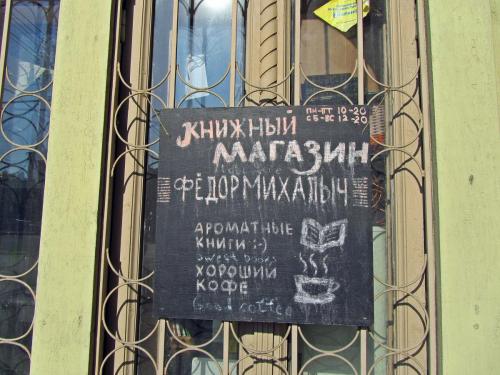 ПН-ПТ 10-20
СБ-ВС 12-20
КНИЖНЫЙ
МАГАЗИН
ФЁДОРМИХАЛЫЧ
АРОМАТНЫЕ
КНИГИ :-)
Sweet books
ХОРОШИЙ
КОФЕ
Good coffee